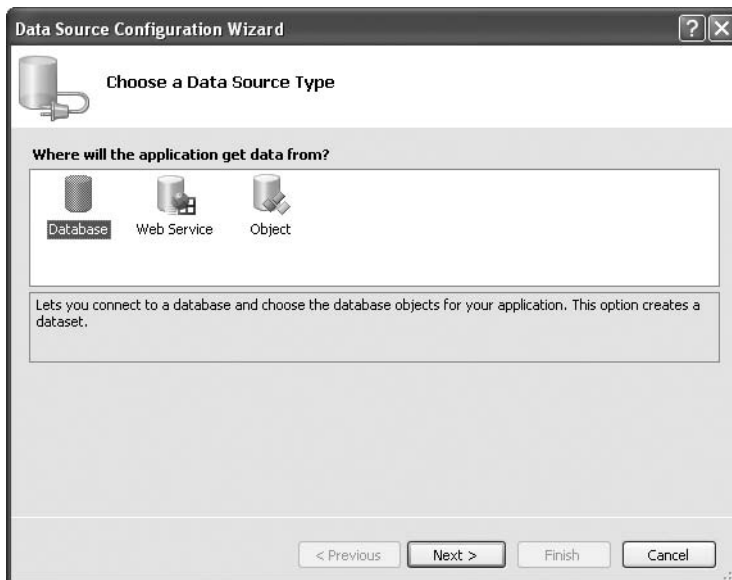 Data Source Configuration Wizard
Choose a Data Source Type
Where will the application get data from?
Database Web Service Object
Lets you connect to a database and choose the database objects for your application. This option creates a
dataset.
< Previous Next > Finish Cancel